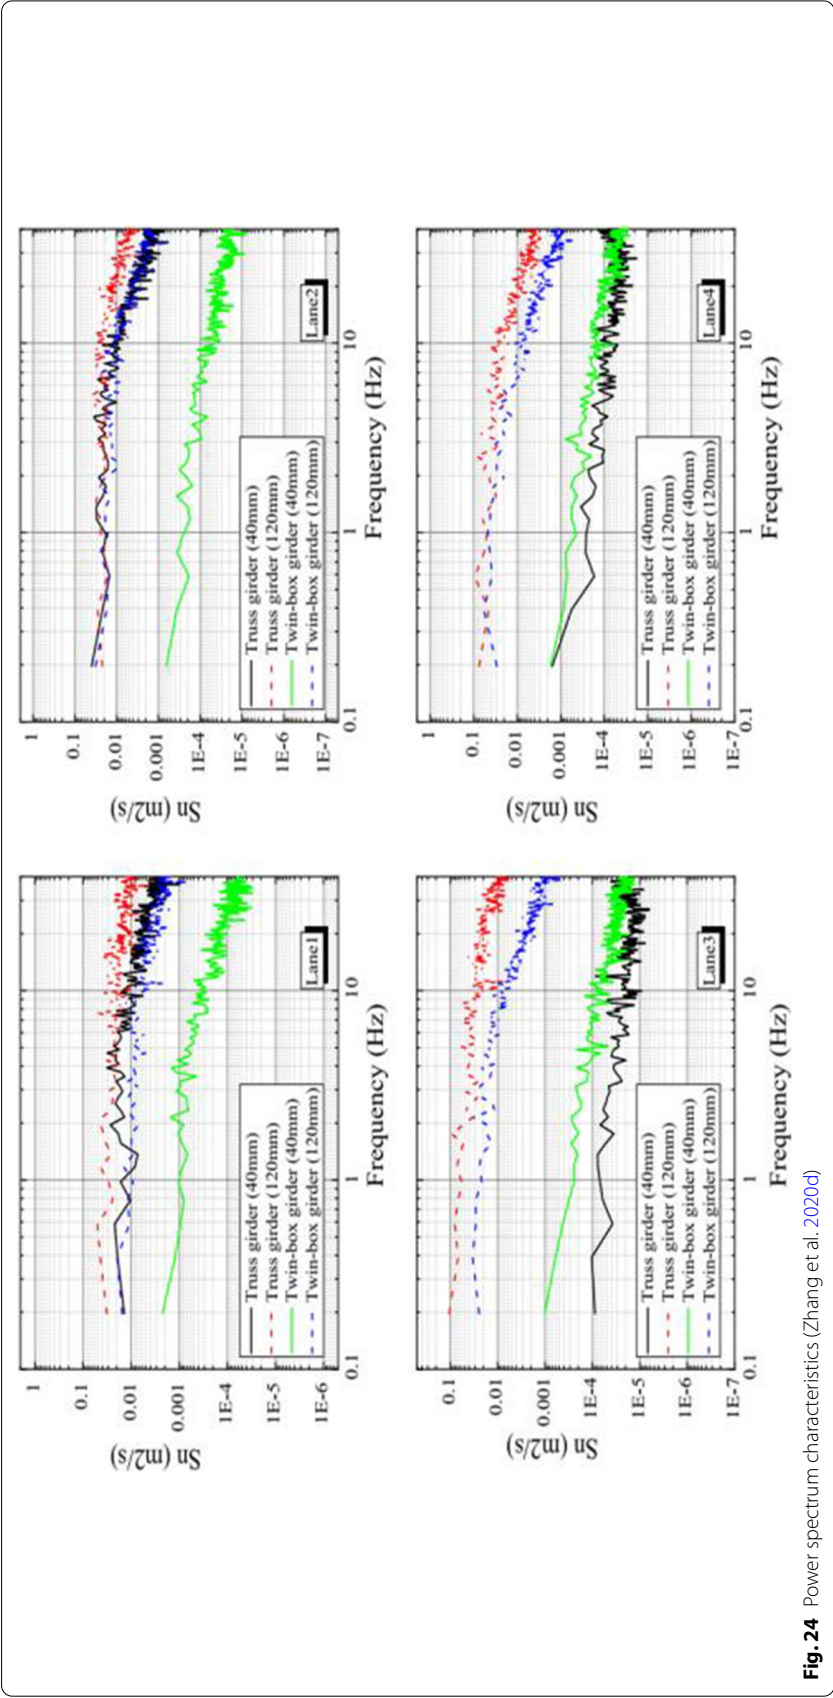 1
0.1
0.01
0.001
1E-4
1E-5
1E-6
Sn (m2/s)
0.1
1
10
Frequency (Hz)
Lane1
Truss girder (40mm)
Truss girder (120mm)
Twin-box girder (40mm)
Twin-box girder (120mm)
1
0.1
0.01
0.001
1E-4
1E-5
1E-6
1E-7
Sn (m2/s)
0.1
1
10
Frequency (Hz)
Lane2
Truss girder (40mm)
Truss girder (120mm)
Twin-box girder (40mm)
Twin-box girder (120mm)
0.1
0.01
0.001
1E-4
1E-5
1E-6
1E-7
Sn (m2/s)
0.1
1
10
Frequency (Hz)
Lane3
Truss girder (40mm)
Truss girder (120mm)
Twin-box girder (40mm)
Twin-box girder (120mm)
1
0.1
0.01
0.001
1E-4
1E-5
1E-6
1E-7
Sn (m2/s)
0.1
1
10
Frequency (Hz)
Lane4
Truss girder (40mm)
Truss girder (120mm)
Twin-box girder (40mm)
Twin-box girder (120mm)
Fig. 24 Power spectrum characteristics (Zhang et al. 2020d)